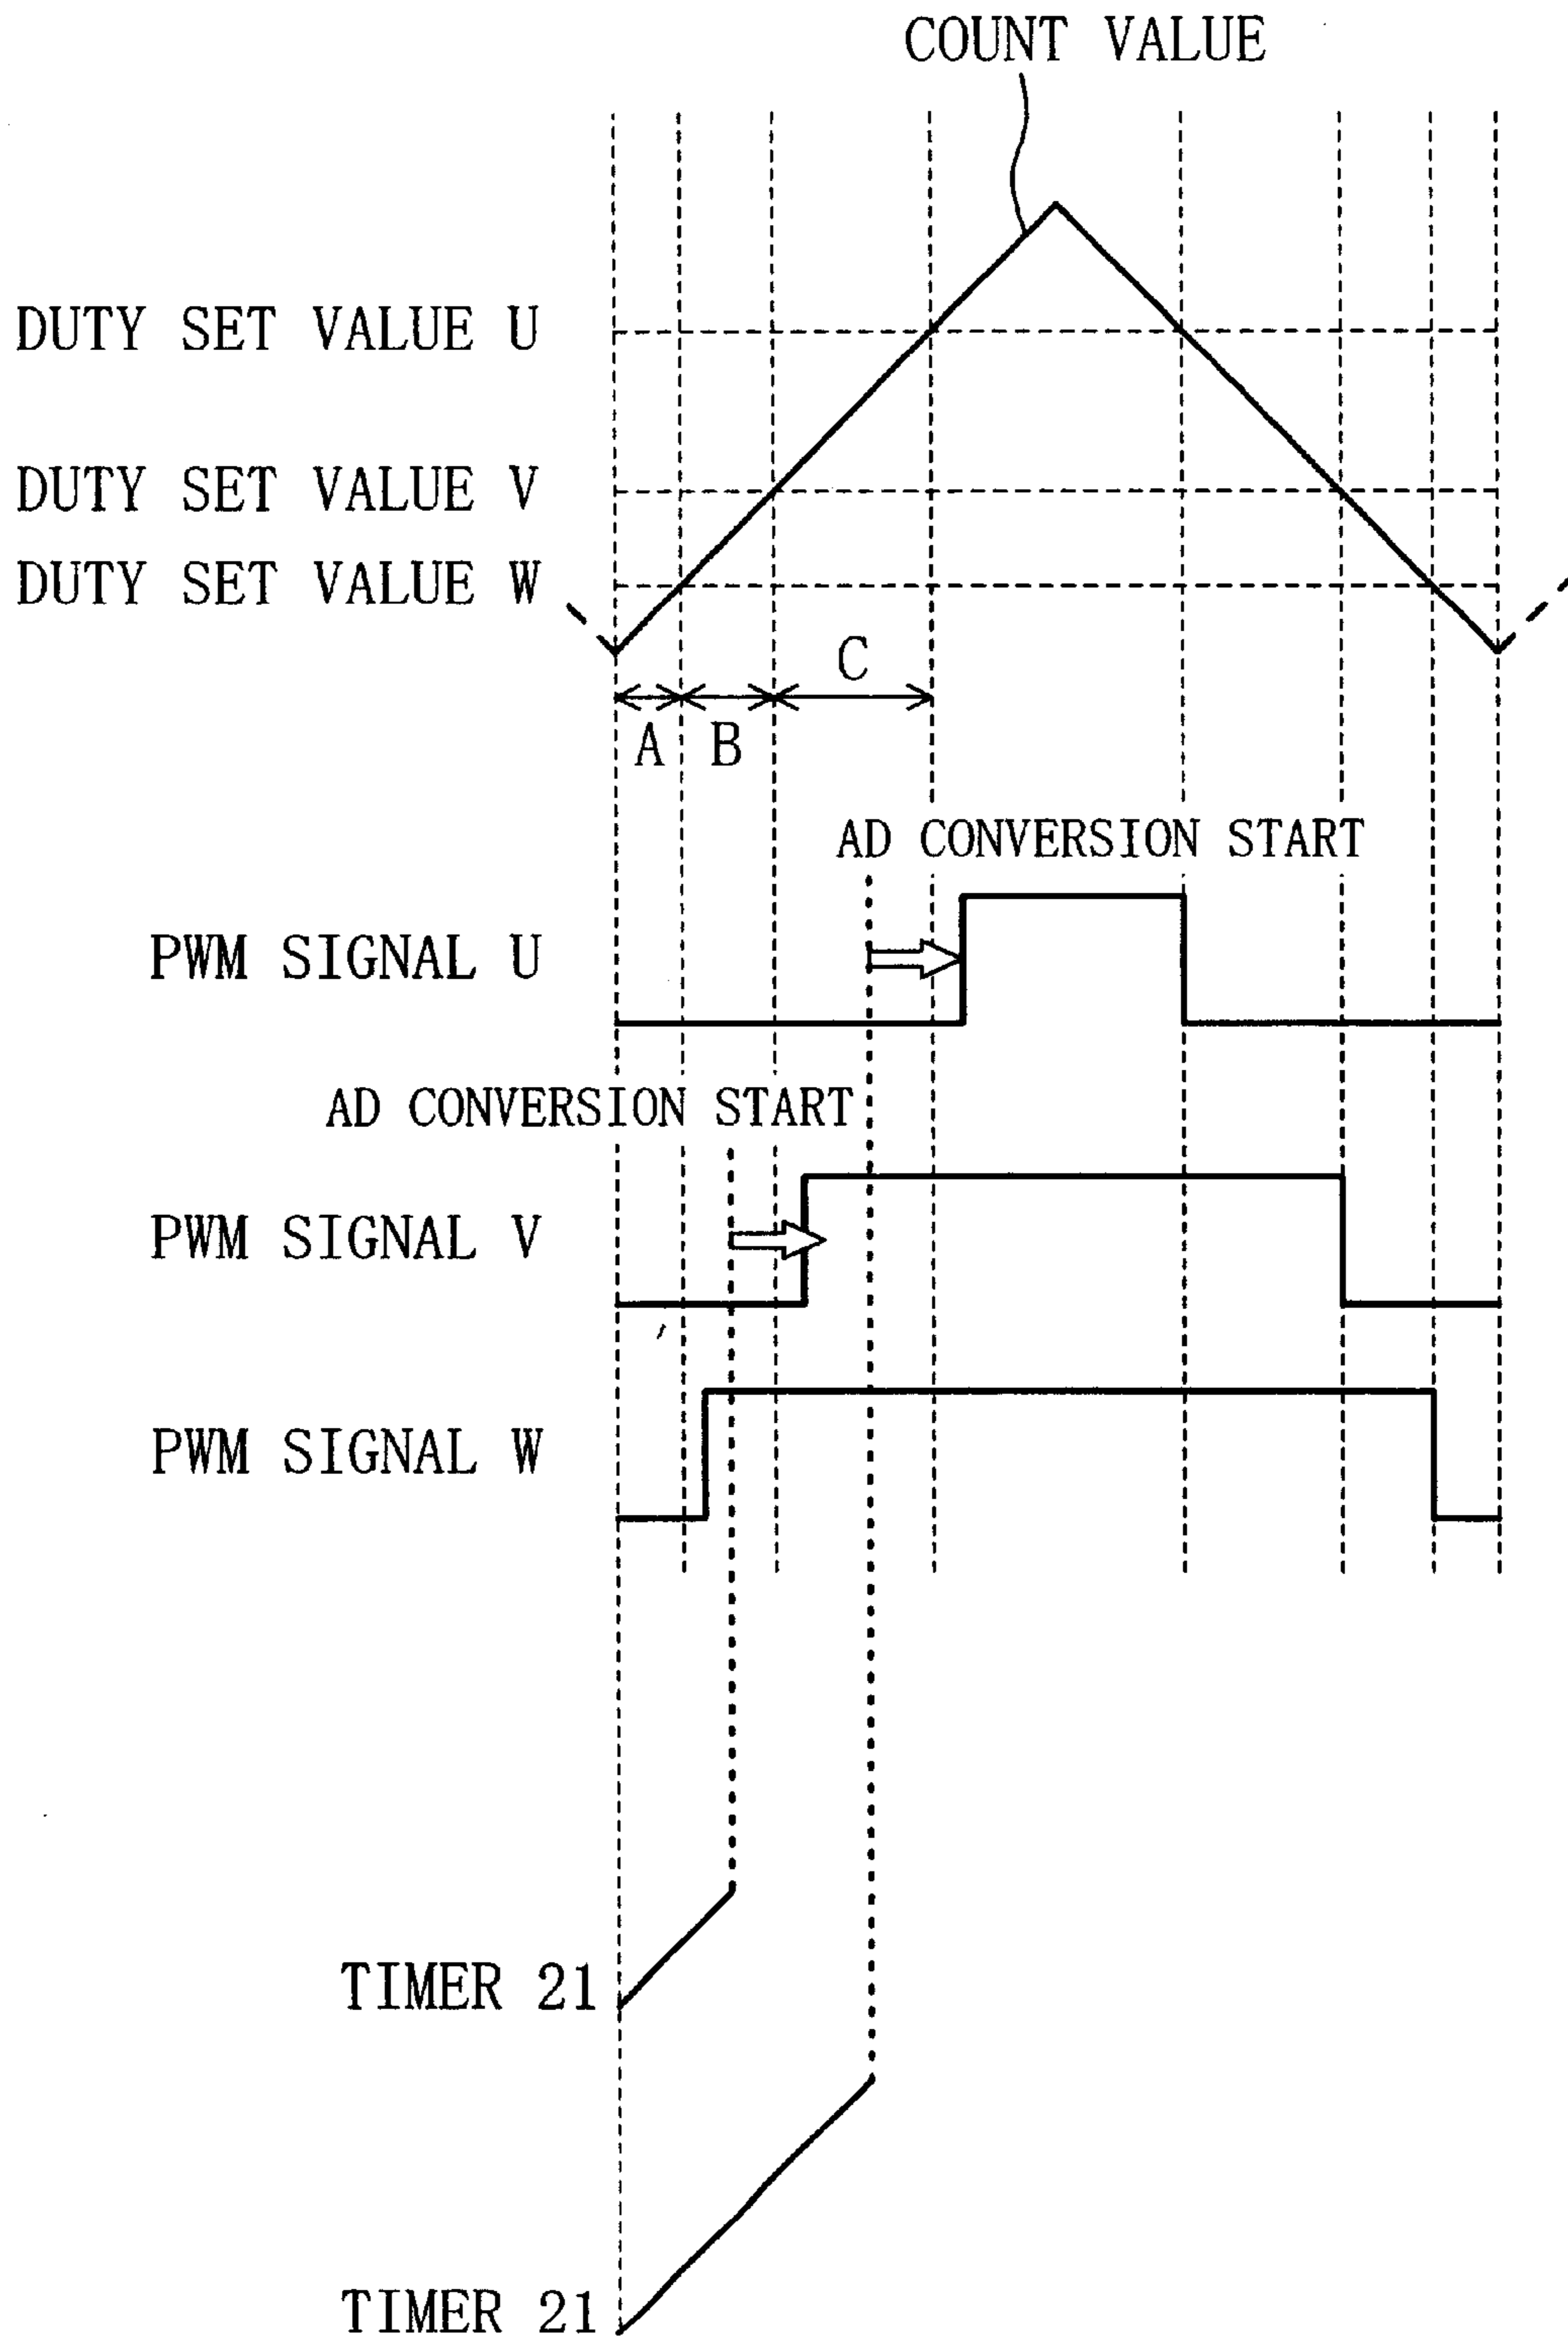 COUNT VALUE
DUTY SET VALUE U
DUTY SET VALUE V
DUTY SET VALUE W
C
A
B
AD CONVERSION START
PWM SIGNAL U
AD CONVERSION START
PWM SIGNAL V
PWM SIGNAL W
TIMER 21
TIMER 21